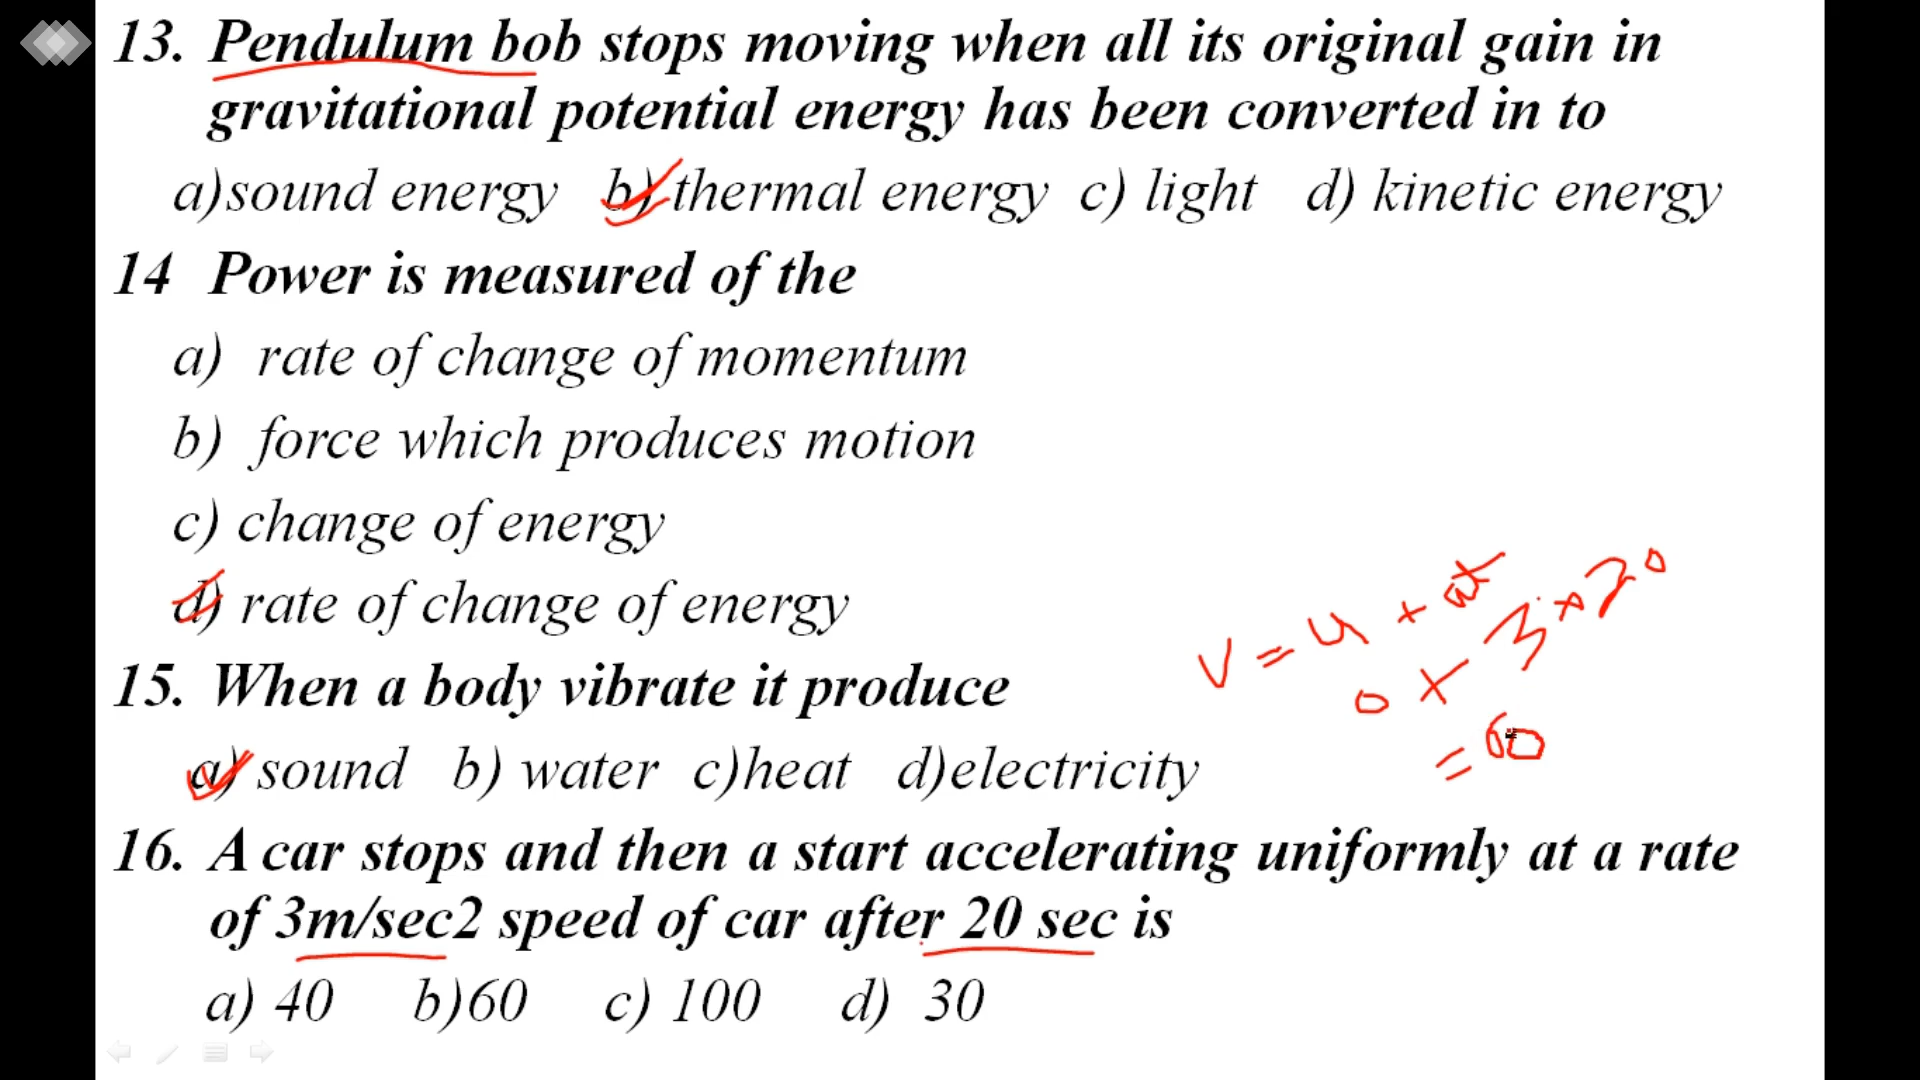 13. Pendulum bob stops moving when all its original gain in
gravitational potential energy has been converted in to
a)sound energy b) thermal energy c) light d) kinetic energy
14 Power is measured of the
a) rate of change of momentum
b) force which produces motion
c) change of energy
d) rate of change of energy
15. When a body vibrate it produce
a) sound b) water c)heat d)electricity
V = u + at
0 + 3 × 20
= 60
16. A car stops and then a start accelerating uniformly at a rate
of 3m/sec2 speed of car after 20 sec is
a) 40 b)60 c) 100 d) 30